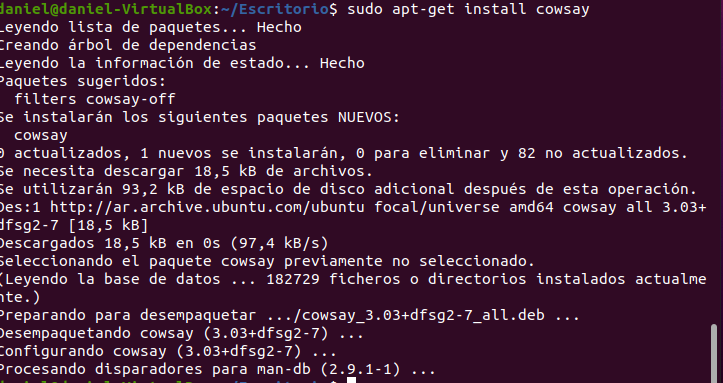 daniel@daniel-VirtualBox:~/Escritorio$ sudo apt-get install cowsay
Leyendo lista de paquetes... Hecho
Creando árbol de dependencias
Leyendo la información de estado... Hecho
Paquetes sugeridos:
  filters cowsay-off
Se instalarán los siguientes paquetes NUEVOS:
  cowsay
0 actualizados, 1 nuevos se instalarán, 0 para eliminar y 82 no actualizados.
Se necesita descargar 18,5 kB de archivos.
Se utilizarán 93,2 kB de espacio de disco adicional después de esta operación.
Des:1 http://ar.archive.ubuntu.com/ubuntu focal/universe amd64 cowsay all 3.03+
dfsg2-7 [18,5 kB]
Descargados 18,5 kB en 0s (97,4 kB/s)
Seleccionando el paquete cowsay previamente no seleccionado.
(Leyendo la base de datos ... 182729 ficheros o directorios instalados actualme
nte.)
Preparando para desempaquetar .../cowsay_3.03+dfsg2-7_all.deb ...
Desempaquetando cowsay (3.03+dfsg2-7) ...
Configurando cowsay (3.03+dfsg2-7) ...
Procesando disparadores para man-db (2.9.1-1) ...
daniel@daniel-VirtualBox:~/Escritorio$